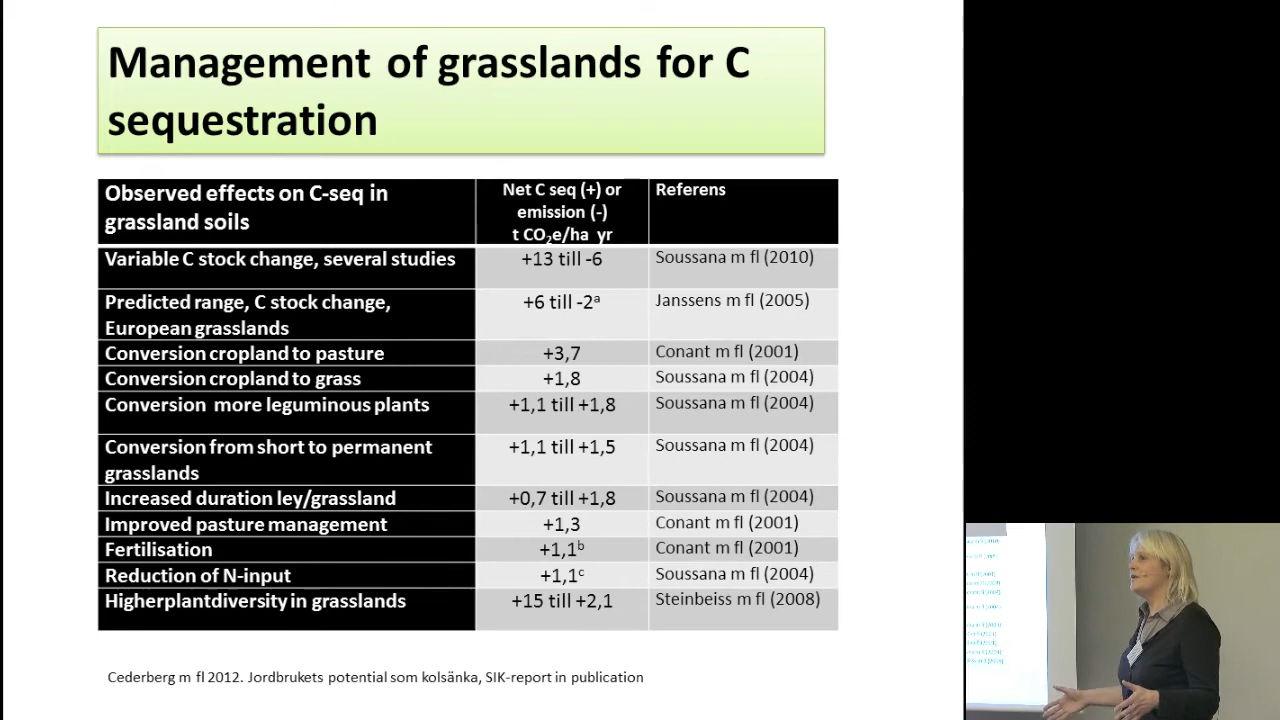 Management of grasslands for C
sequestration
Observed effects on C-seq in
grassland soils
Net C seq (+) or
emission (-)
t CO₂e/ha yr
Referens
Variable C stock change, several studies
+13 till -6
Soussana m fl (2010)
Predicted range, C stock change,
European grasslands
+6 till -2ᵃ
Janssens m fl (2005)
Conversion cropland to pasture
+3,7
Conant m fl (2001)
Conversion cropland to grass
+1,8
Soussana m fl (2004)
Conversion more leguminous plants
+1,1 till +1,8
Soussana m fl (2004)
Conversion from short to permanent
grasslands
+1,1 till +1,5
Soussana m fl (2004)
Increased duration ley/grassland
+0,7 till +1,8
Soussana m fl (2004)
Improved pasture management
+1,3
Conant m fl (2001)
Fertilisation
+1,1ᵇ
Conant m fl (2001)
Reduction of N-input
+1,1ᶜ
Soussana m fl (2004)
Higherplantdiversity in grasslands
+15 till +2,1
Steinbeiss m fl (2008)
Cederberg m fl 2012. Jordbrukets potential som kolsänka, SIK-report in publication